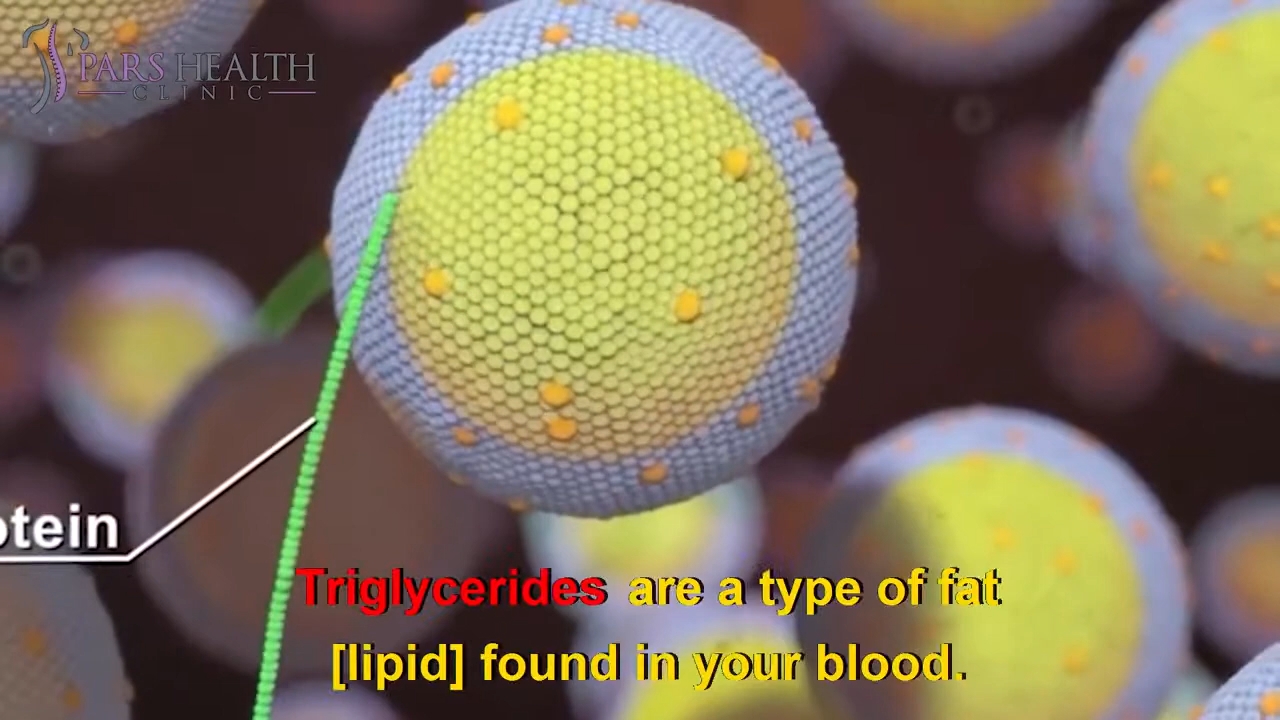 PARS HEALTH
CLINIC
otein
Triglycerides are a type of fat
[lipid] found in your blood.